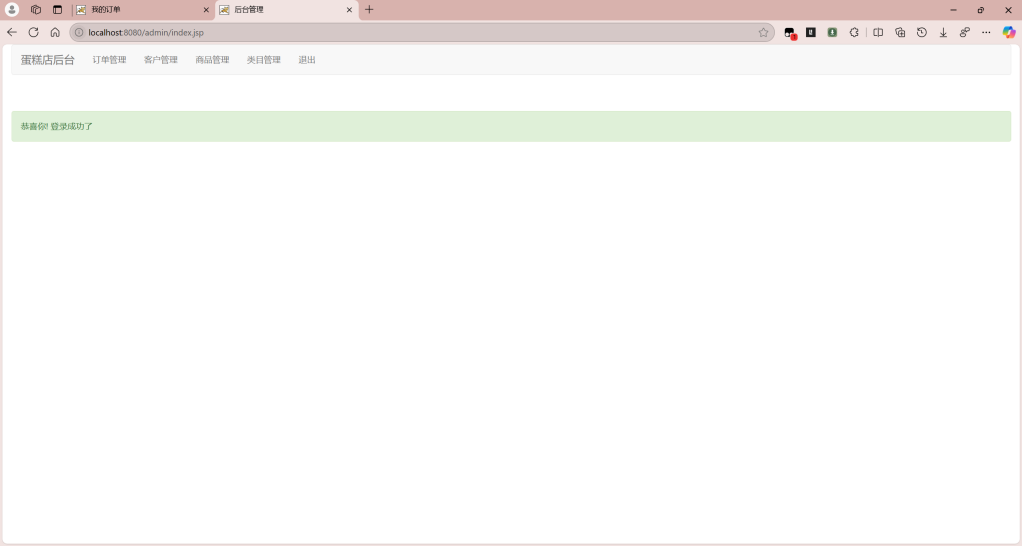 我的订单
后台管理
localhost:8080/admin/index.jsp
蛋糕店后台 订单管理 客户管理 商品管理 类目管理 退出
恭喜你! 登录成功了